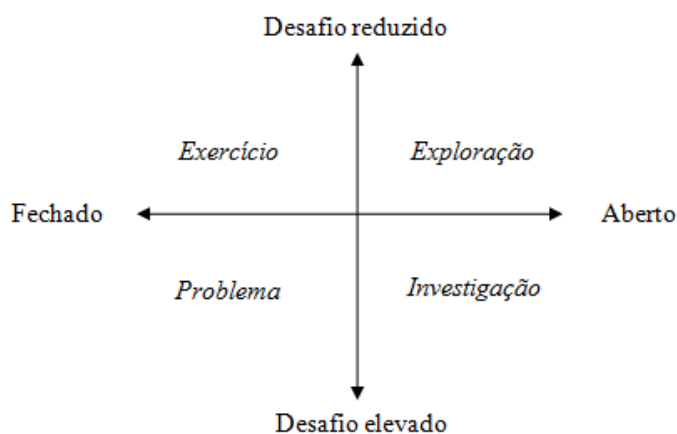 Desafio reduzido
Exercício
Exploração
Fechado
Aberto
Problema
Investigação
Desafio elevado